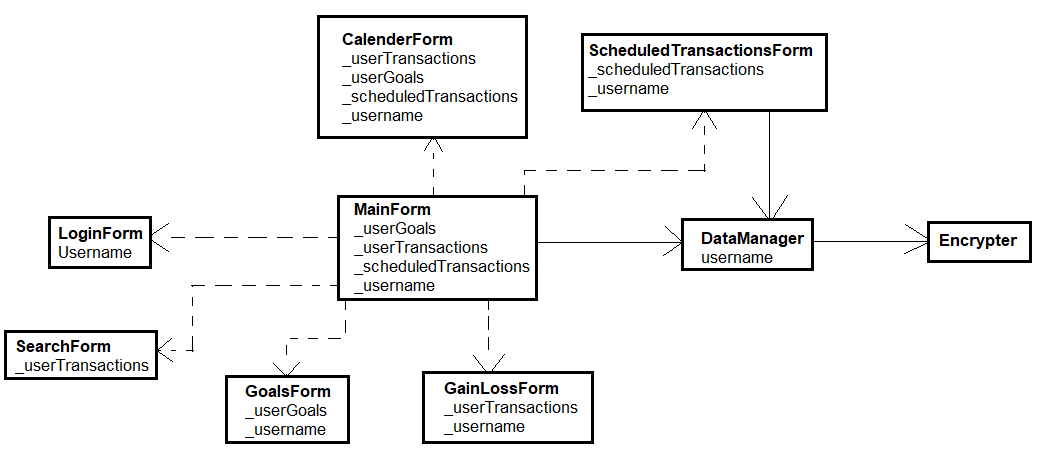 CalenderForm
_userTransactions
_userGoals
_scheduledTransactions
_username
ScheduledTransactionsForm
_scheduledTransactions
_username
LoginForm
Username
MainForm
_userGoals
_userTransactions
_scheduledTransactions
_username
DataManager
username
Encrypter
SearchForm
_userTransactions
GoalsForm
_userGoals
_username
GainLossForm
_userTransactions
_username